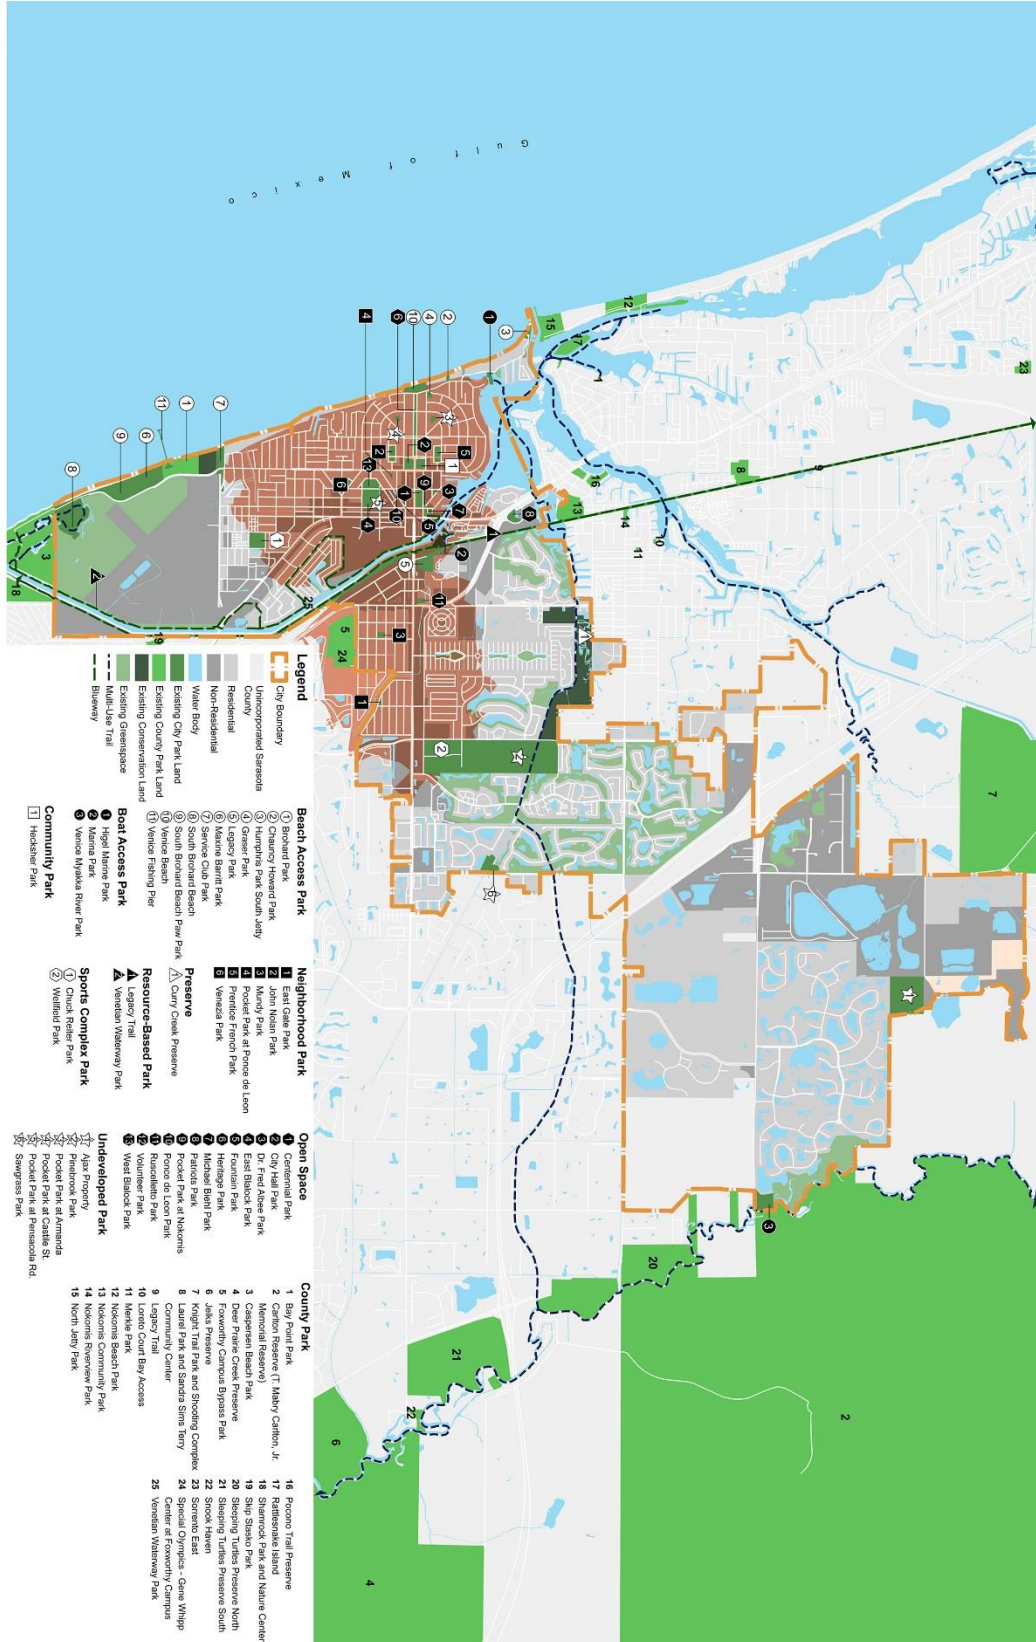 Gulf of Mexico
Legend
City Boundary
Unincorporated Sarasota
County
Residential
Non-Residential
Water Body
Existing City Park Land
Existing County Park Land
Existing Conservation Land
Existing Greenspace
Multi-Use Trail
Blueway
Beach Access Park
1 Brohard Park
2 Chauncy Howard Park
3 Humphris Park South Jetty
4 Graser Park
5 Legacy Park
6 Maxine Barritt Park
7 Service Club Park
8 South Brohard Beach
9 South Brohard Beach Paw Park
10 Venice Beach
11 Venice Fishing Pier
Boat Access Park
1 Higel Marine Park
2 Marina Park
3 Venice Myakka River Park
Community Park
1 Hecksher Park
Neighborhood Park
1 East Gate Park
2 John Nolan Park
3 Mundy Park
4 Pocket Park at Ponce de Leon
5 Prentice French Park
6 Venezia Park
Preserve
1 Curry Creek Preserve
Resource-Based Park
1 Legacy Trail
2 Venetian Waterway Park
Sports Complex Park
1 Chuck Reiter Park
2 Wellfield Park
Open Space
1 Centennial Park
2 City Hall Park
3 Dr. Fred Albee Park
4 East Blalock Park
5 Fountain Park
6 Heritage Park
7 Michael Biehl Park
8 Patriots Park
9 Pocket Park at Nokomis
10 Ponce de Leon Park
11 Ruscelletto Park
12 Volunteer Park
13 West Blalock Park
Undeveloped Park
1 Ajax Property
2 Pinebrook Park
3 Pocket Park at Armanda
4 Pocket Park at Castile St.
5 Pocket Park at Pensacola Rd.
6 Sawgrass Park
County Park
1 Bay Point Park
2 Carlton Reserve (T. Mabry Carlton, Jr.
Memorial Reserve)
3 Caspersen Beach Park
4 Deer Prairie Creek Preserve
5 Foxworthy Campus Bypass Park
6 Jelks Preserve
7 Knight Trail Park and Shooting Complex
8 Laurel Park and Sandra Sims Terry
Community Center
9 Legacy Trail
10 Loreto Court Bay Access
11 Merkle Park
12 Nokomis Beach Park
13 Nokomis Community Park
14 Nokomis Riverview Park
15 North Jetty Park
16 Pocono Trail Preserve
17 Rattlesnake Island
18 Shamrock Park and Nature Center
19 Skip Stasko Park
20 Sleeping Turtles Preserve North
21 Sleeping Turtles Preserve South
22 Snook Haven
23 Sorrento East
24 Special Olympics - Gene Whipp
Center at Foxworthy Campus
25 Venetian Waterway Park